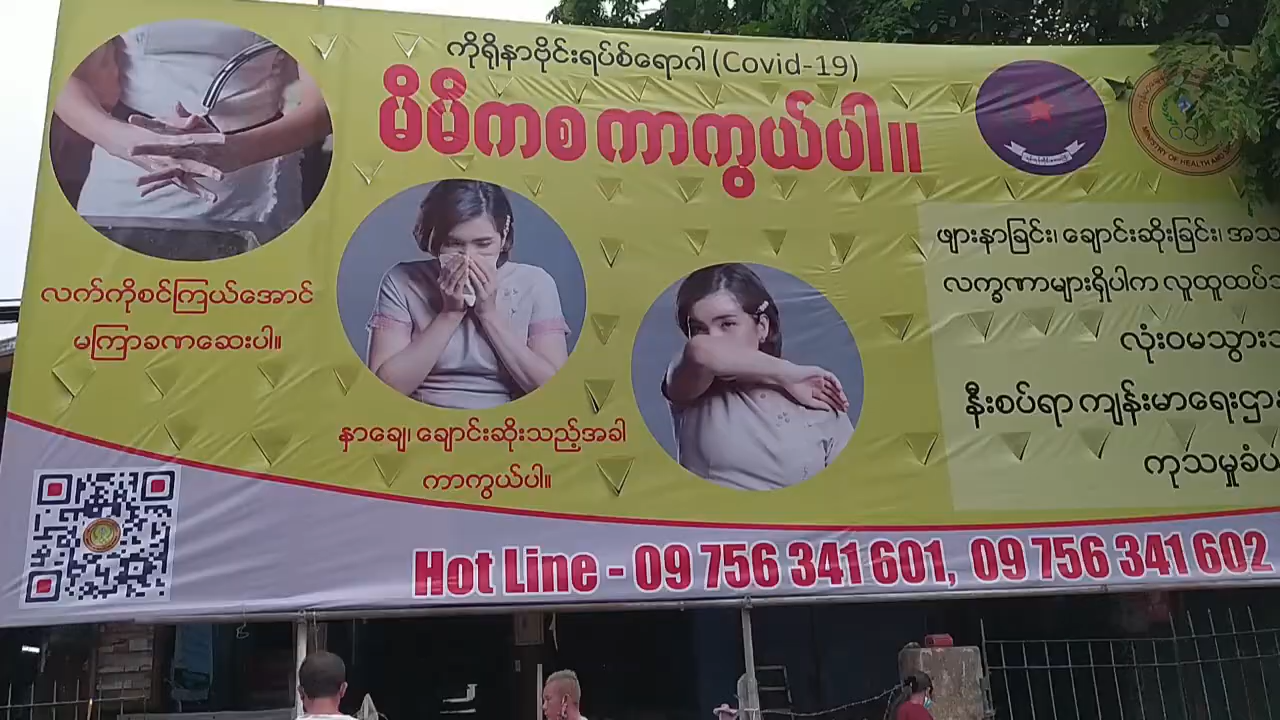 ကိုရိုနာဗိုင်းရပ်စ်ရောဂါ (Covid-19)
မိမိကစ ကာကွယ်ပါ။
MINISTRY OF HEALTH AND
လက်ကိုစင်ကြယ်အောင်
မကြာခဏဆေးပါ။
နှာချေ၊ ချောင်းဆိုးသည့်အခါ
ကာကွယ်ပါ။
ဖျားနာခြင်း၊ ချောင်းဆိုးခြင်း၊
လက္ခဏာများရှိပါက
နီးစပ်ရာ ကျန်းမာရေး
Hot Line - 09 756 341 601, 09 756 341 602